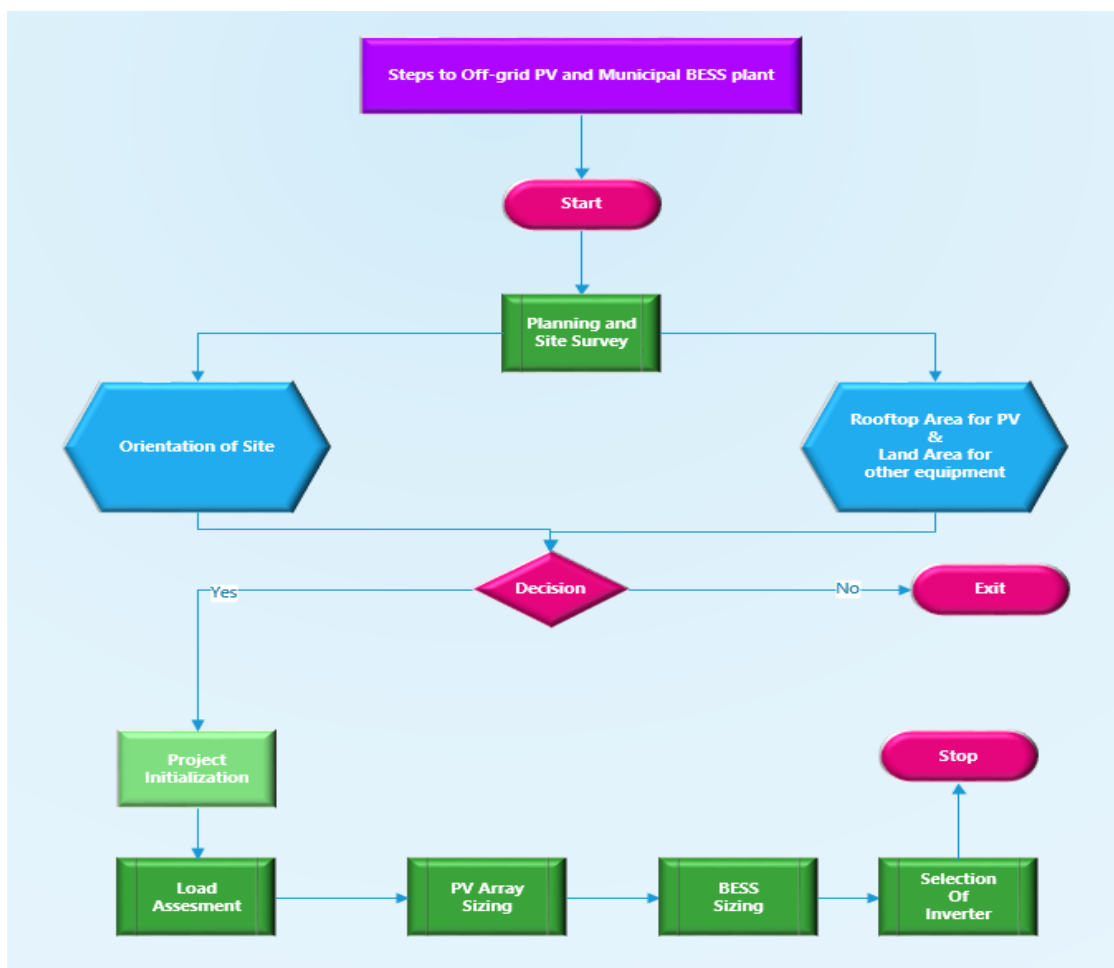 Steps to Off-grid PV and Municipal BESS plant
Start
Planning and
Site Survey
Orientation of Site
Rooftop Area for PV
&
Land Area for
other equipment
Decision
Yes
No
Exit
Project
Initialization
Stop
Load
Assesment
PV Array
Sizing
BESS
Sizing
Selection
Of
Inverter